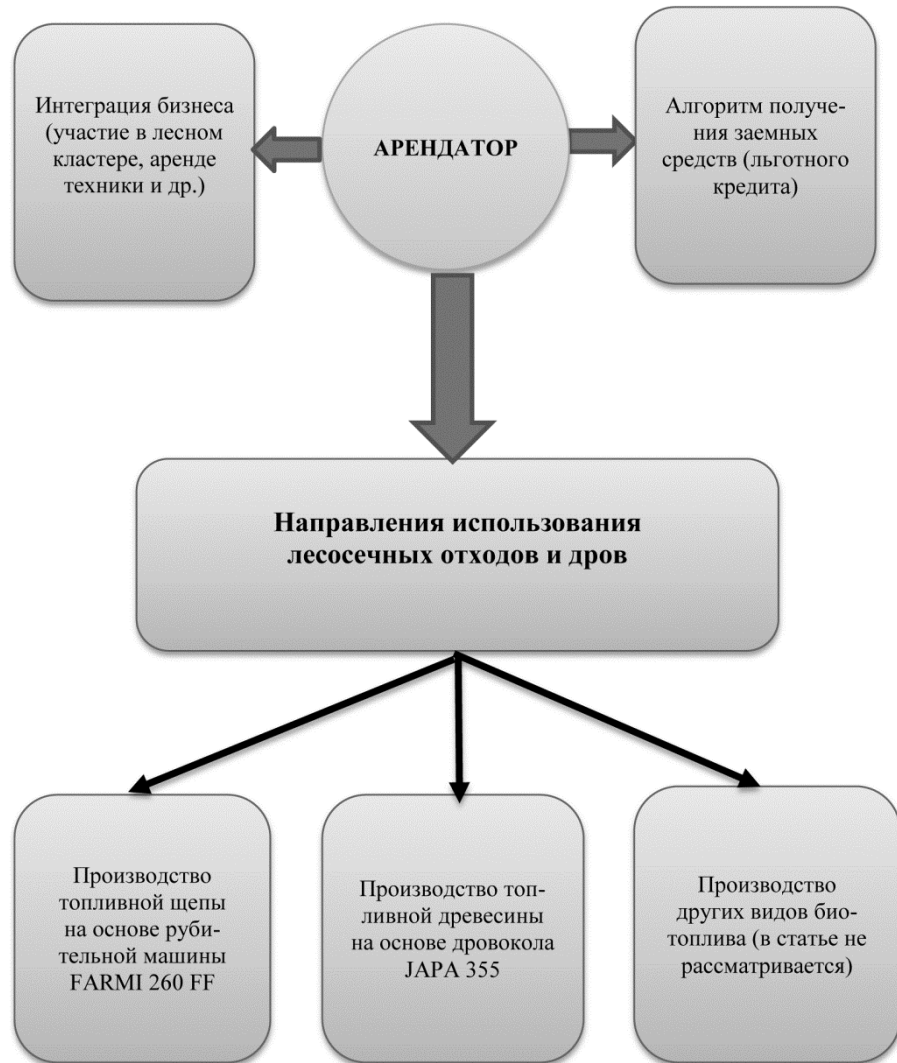 Интеграция бизнеса
(участие в лесном
кластере, аренде
техники и др.)
АРЕНДАТОР
Алгоритм получе-
ния заемных
средств (льготного
кредита)
Направления использования
лесосечных отходов и дров
Производство
топливной щепы
на основе руби-
тельной машины
FARMI 260 FF
Производство топ-
ливной древесины
на основе дровокола
JAPA 355
Производство
других видов био-
топлива (в статье не
рассматривается)